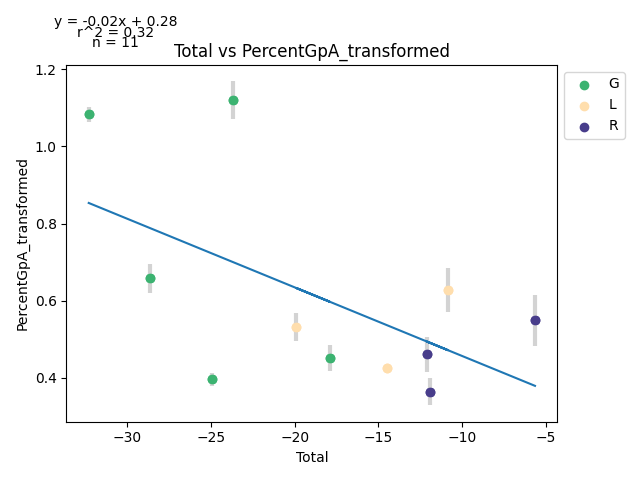 y = -0.02x + 0.28
r^2 = 0.32
n = 11
Total vs PercentGpA_transformed
G
L
R
1.2
1.0
0.8
0.6
0.4
PercentGpA_transformed
−30
−25
−20
−15
−10
−5
Total